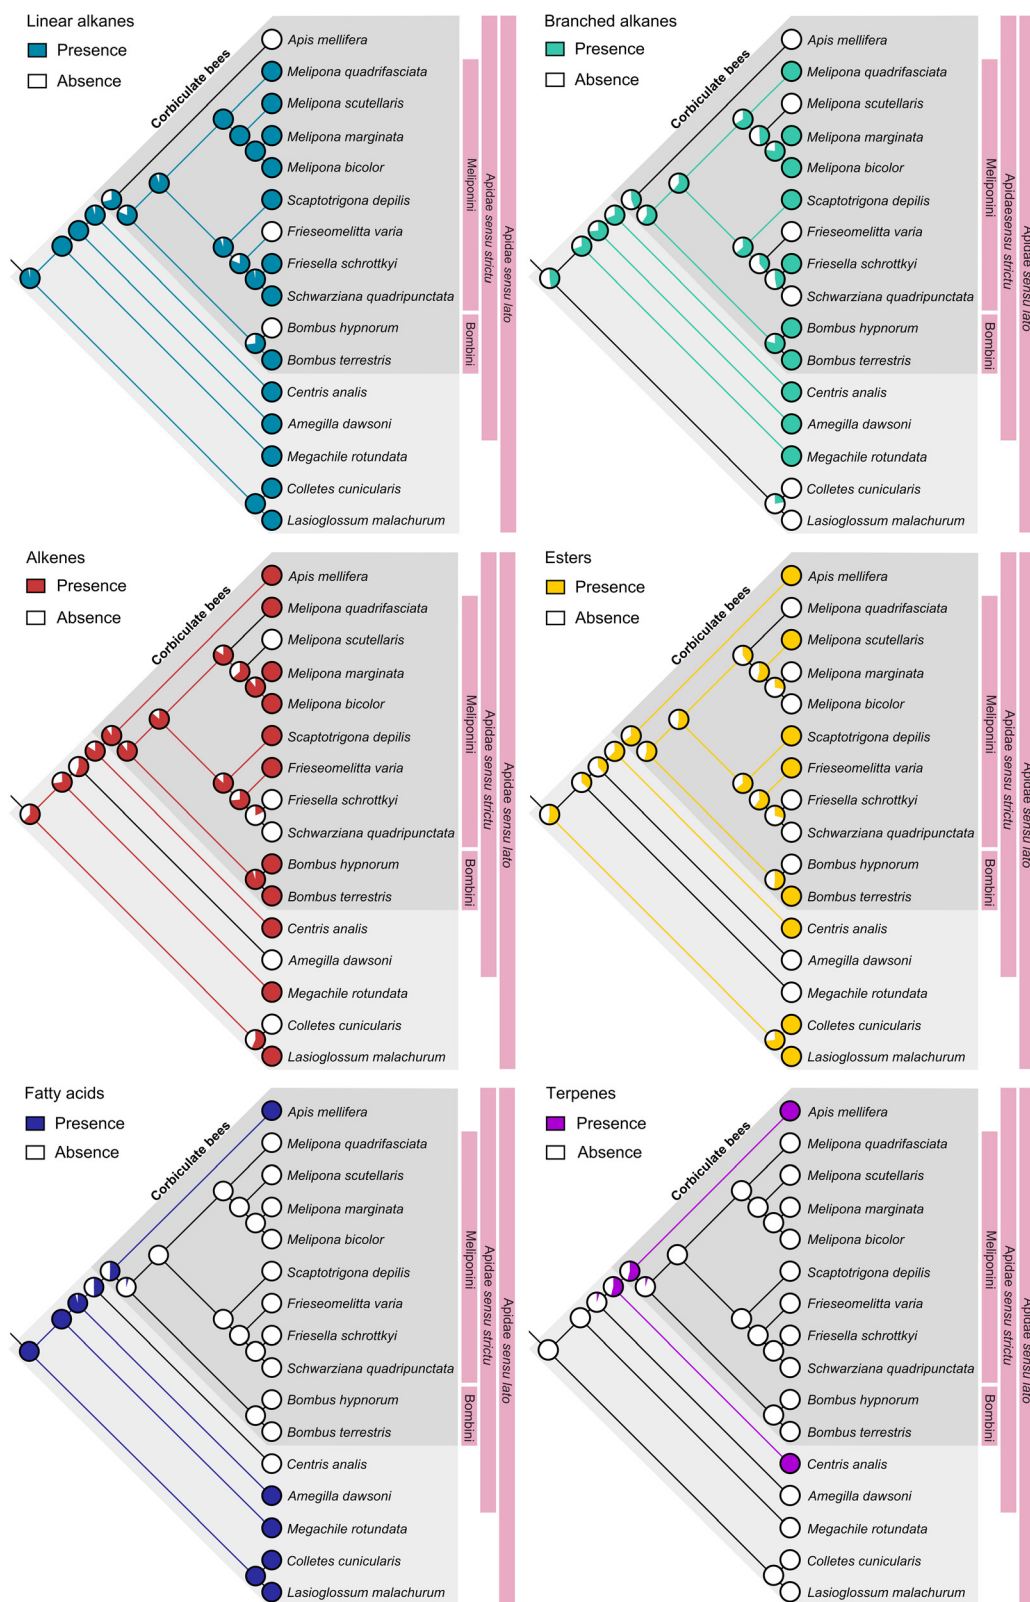 Linear alkanes
Presence
Absence
Corbiculate bees
Apis mellifera
Melipona quadrifasciata
Melipona scutellaris
Melipona marginata
Melipona bicolor
Scaptotrigona depilis
Frieseomelitta varia
Friesella schrottkyi
Schwarziana quadripunctata
Bombus hypnorum
Bombus terrestris
Centris analis
Amegilla dawsoni
Megachile rotundata
Colletes cunicularis
Lasioglossum malachurum
Meliponini
Bombini
Apidae sensu strictu
Apidae sensu lato
Branched alkanes
Presence
Absence
Corbiculate bees
Apis mellifera
Melipona quadrifasciata
Melipona scutellaris
Melipona marginata
Melipona bicolor
Scaptotrigona depilis
Frieseomelitta varia
Friesella schrottkyi
Schwarziana quadripunctata
Bombus hypnorum
Bombus terrestris
Centris analis
Amegilla dawsoni
Megachile rotundata
Colletes cunicularis
Lasioglossum malachurum
Meliponini
Bombini
Apidaesensu strictu
Apidae sensu lato
Alkenes
Presence
Absence
Corbiculate bees
Apis mellifera
Melipona quadrifasciata
Melipona scutellaris
Melipona marginata
Melipona bicolor
Scaptotrigona depilis
Frieseomelitta varia
Friesella schrottkyi
Schwarziana quadripunctata
Bombus hypnorum
Bombus terrestris
Centris analis
Amegilla dawsoni
Megachile rotundata
Colletes cunicularis
Lasioglossum malachurum
Meliponini
Bombini
Apidae sensu strictu
Apidae sensu lato
Esters
Presence
Absence
Corbiculate bees
Apis mellifera
Melipona quadrifasciata
Melipona scutellaris
Melipona marginata
Melipona bicolor
Scaptotrigona depilis
Frieseomelitta varia
Friesella schrottkyi
Schwarziana quadripunctata
Bombus hypnorum
Bombus terrestris
Centris analis
Amegilla dawsoni
Megachile rotundata
Colletes cunicularis
Lasioglossum malachurum
Meliponini
Bombini
Apidae sensu strictu
Apidae sensu lato
Fatty acids
Presence
Absence
Corbiculate bees
Apis mellifera
Melipona quadrifasciata
Melipona scutellaris
Melipona marginata
Melipona bicolor
Scaptotrigona depilis
Frieseomelitta varia
Friesella schrottkyi
Schwarziana quadripunctata
Bombus hypnorum
Bombus terrestris
Centris analis
Amegilla dawsoni
Megachile rotundata
Colletes cunicularis
Lasioglossum malachurum
Meliponini
Bombini
Apidae sensu strictu
Apidae sensu lato
Terpenes
Presence
Absence
Corbiculate bees
Apis mellifera
Melipona quadrifasciata
Melipona scutellaris
Melipona marginata
Melipona bicolor
Scaptotrigona depilis
Frieseomelitta varia
Friesella schrottkyi
Schwarziana quadripunctata
Bombus hypnorum
Bombus terrestris
Centris analis
Amegilla dawsoni
Megachile rotundata
Colletes cunicularis
Lasioglossum malachurum
Meliponini
Bombini
Apidae sensu strictu
Apidae sensu lato